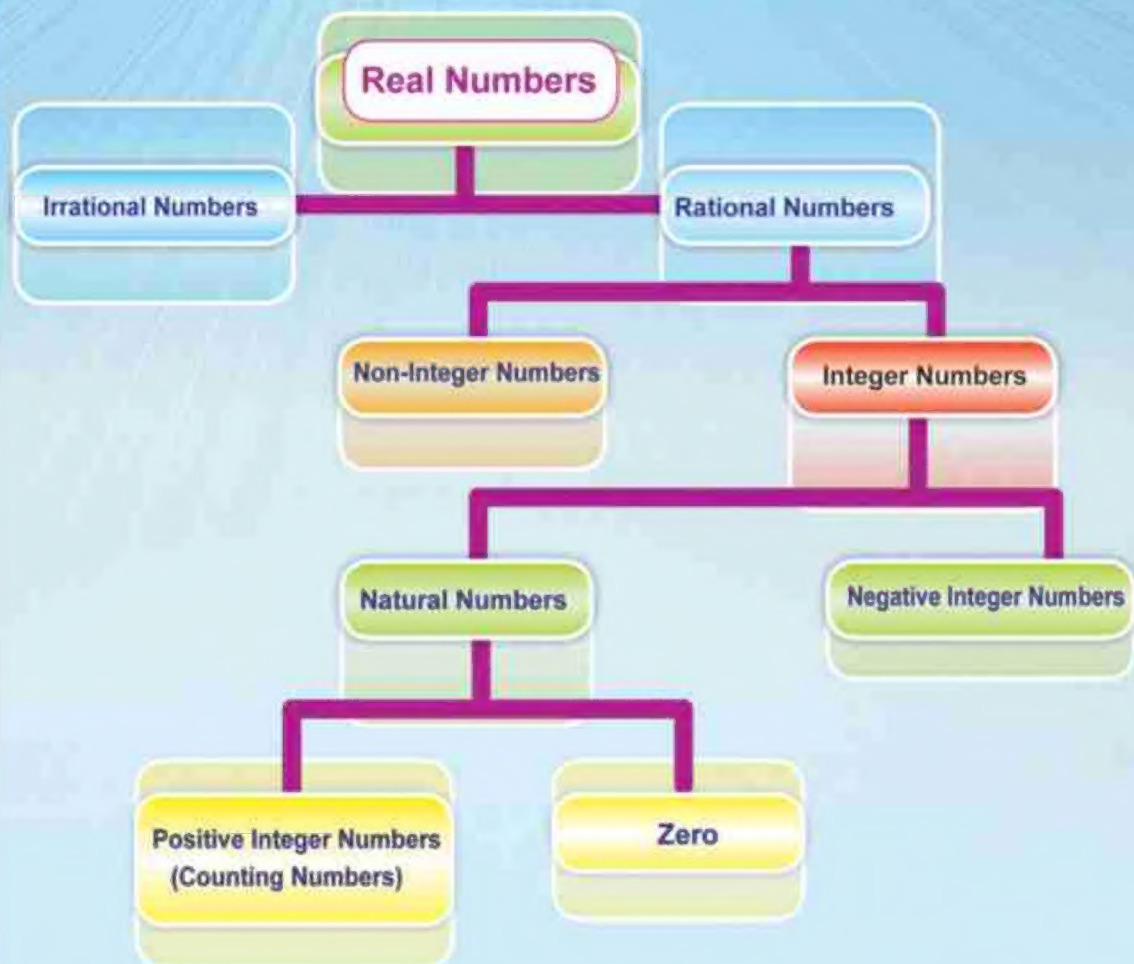 Real Numbers
Irrational Numbers
Rational Numbers
Non-Integer Numbers
Integer Numbers
Natural Numbers
Negative Integer Numbers
Positive Integer Numbers
(Counting Numbers)
Zero